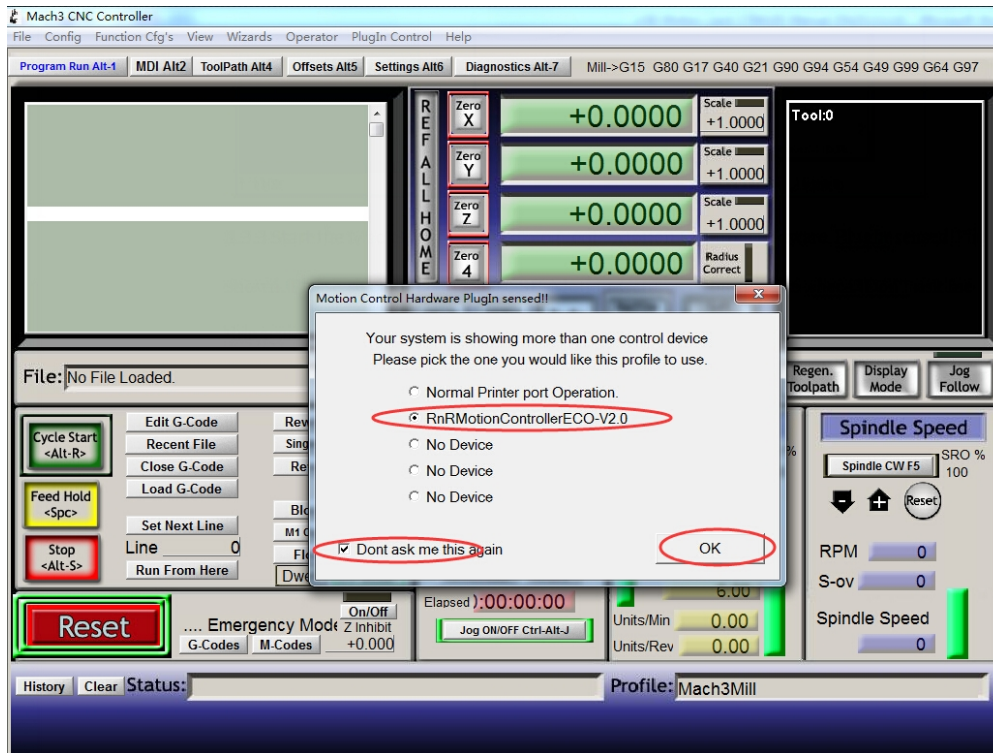 Mach3 CNC Controller
File Config Function Cfg's View Wizards Operator PlugIn Control Help
Program Run Alt-1 MDI Alt2 ToolPath Alt4 Offsets Alt5 Settings Alt6 Diagnostics Alt-7 Mill->G15 G80 G17 G40 G21 G90 G94 G54 G49 G99 G64 G97
REF ALL HOME
Zero X +0.0000 Scale +1.0000
Zero Y +0.0000 Scale +1.0000
Zero Z +0.0000 Scale +1.0000
Zero 4 +0.0000 Radius Correct
Tool:0
Motion Control Hardware PlugIn sensed!!
Your system is showing more than one control device
Please pick the one you would like this profile to use.
Normal Printer port Operation.
RnRMotionControllerECO-V2.0
No Device
No Device
No Device
Dont ask me this again
OK
File: No File Loaded.
Regen. Toolpath
Display Mode
Jog Follow
Cycle Start
<Alt-R>
Feed Hold
<Spc>
Stop
<Alt-S>
Edit G-Code
Recent File
Close G-Code
Load G-Code
Set Next Line
Line 0
Run From Here
%
Spindle Speed
Spindle CW F5
SRO %
100
Reset
RPM 0
S-ov 0
Spindle Speed
0
Reset
.... Emergency Mode
G-Codes M-Codes
On/Off
Z Inhibit
+0.000
Elapsed 00:00:00
Jog ON/OFF Ctrl-Alt-J
6.00
Units/Min 0.00
Units/Rev 0.00
History Clear Status:
Profile: Mach3Mill